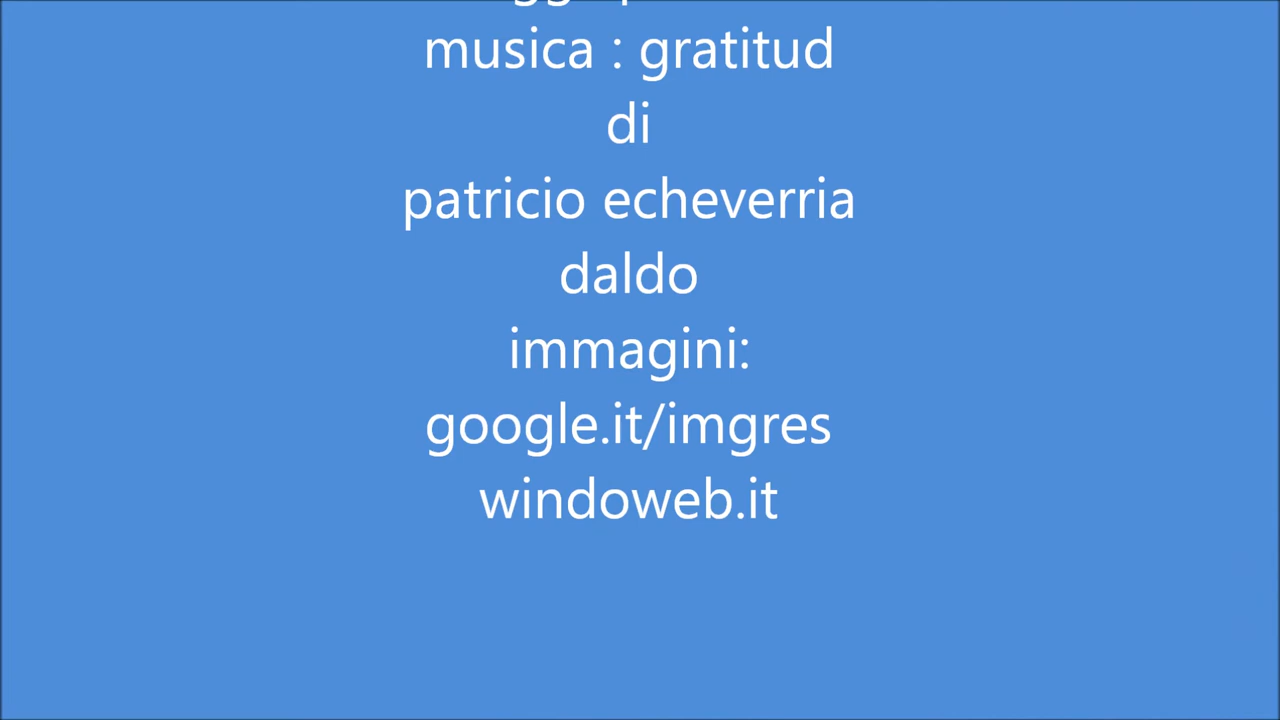 musica : gratitud
di
patricio echeverria
daldo
immagini:
google.it/imgres
windoweb.it